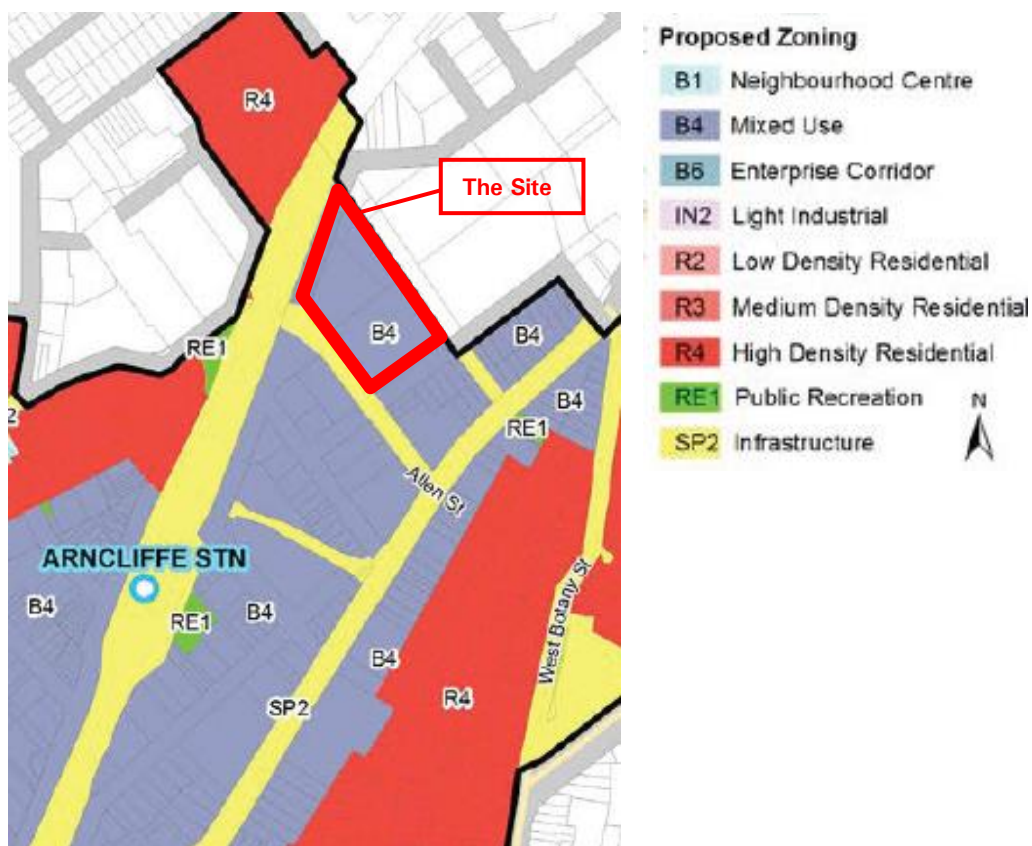 R4
The Site
B4
B4
RE1
B4
RE1
2
Allen St
ARNCLIFFE STN
B4
RE1
B4
West Botany St
B4
SP2
R4
Proposed Zoning
B1 Neighbourhood Centre
B4 Mixed Use
B6 Enterprise Corridor
IN2 Light Industrial
R2 Low Density Residential
R3 Medium Density Residential
R4 High Density Residential
RE1 Public Recreation
SP2 Infrastructure
N